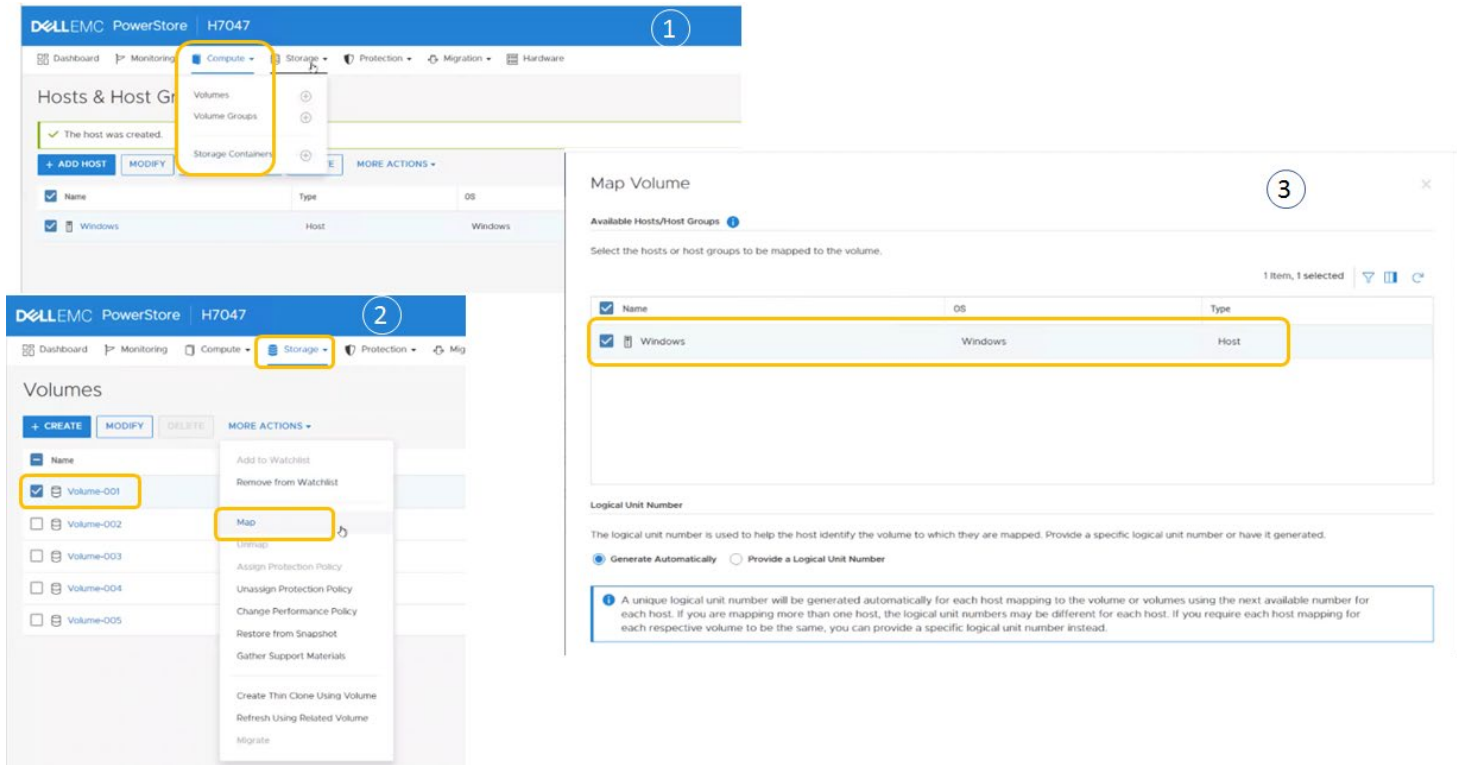 DELLEMC PowerStore | H7047
1
Dashboard Monitoring Compute Storage Protection Migration Hardware
Hosts & Host Gr
Volumes
Volume Groups
Storage Containers
The host was created.
+ ADD HOST MODIFY E MORE ACTIONS
Name Type OS
Windows Host Windows
DELLEMC PowerStore | H7047
2
Dashboard Monitoring Compute Storage Protection Mig
Volumes
+ CREATE MODIFY DELETE MORE ACTIONS
Name
Volume-001
Volume-002
Volume-003
Volume-004
Volume-005
Add to Watchlist
Remove from Watchlist
Map
Unmap
Assign Protection Policy
Unassign Protection Policy
Change Performance Policy
Restore from Snapshot
Gather Support Materials
Create Thin Clone Using Volume
Refresh Using Related Volume
Migrate
Map Volume
3
Available Hosts/Host Groups
Select the hosts or host groups to be mapped to the volume.
1 Item, 1 selected
Name OS Type
Windows Windows Host
Logical Unit Number
The logical unit number is used to help the host identify the volume to which they are mapped. Provide a specific logical unit number or have it generated.
Generate Automatically Provide a Logical Unit Number
A unique logical unit number will be generated automatically for each host mapping to the volume or volumes using the next available number for
each host. If you are mapping more than one host, the logical unit numbers may be different for each host. If you require each host mapping for
each respective volume to be the same, you can provide a specific logical unit number instead.